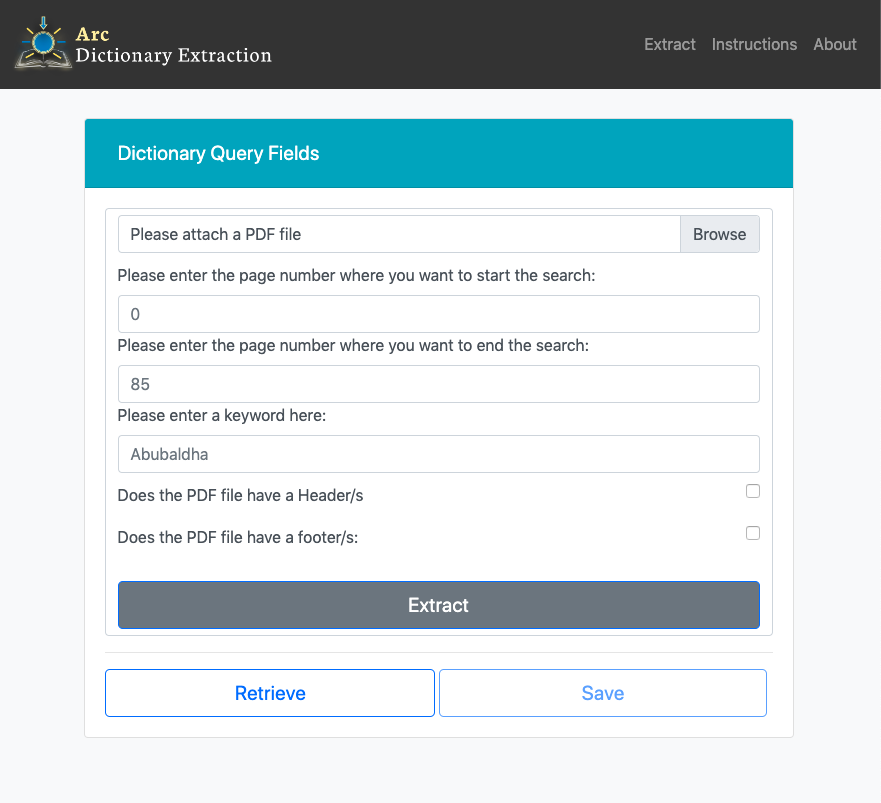 Arc
Dictionary Extraction
Extract Instructions About
Dictionary Query Fields
Please attach a PDF file Browse
Please enter the page number where you want to start the search:
0
Please enter the page number where you want to end the search:
85
Please enter a keyword here:
Abubaldha
Does the PDF file have a Header/s
Does the PDF file have a footer/s:
Extract
Retrieve Save